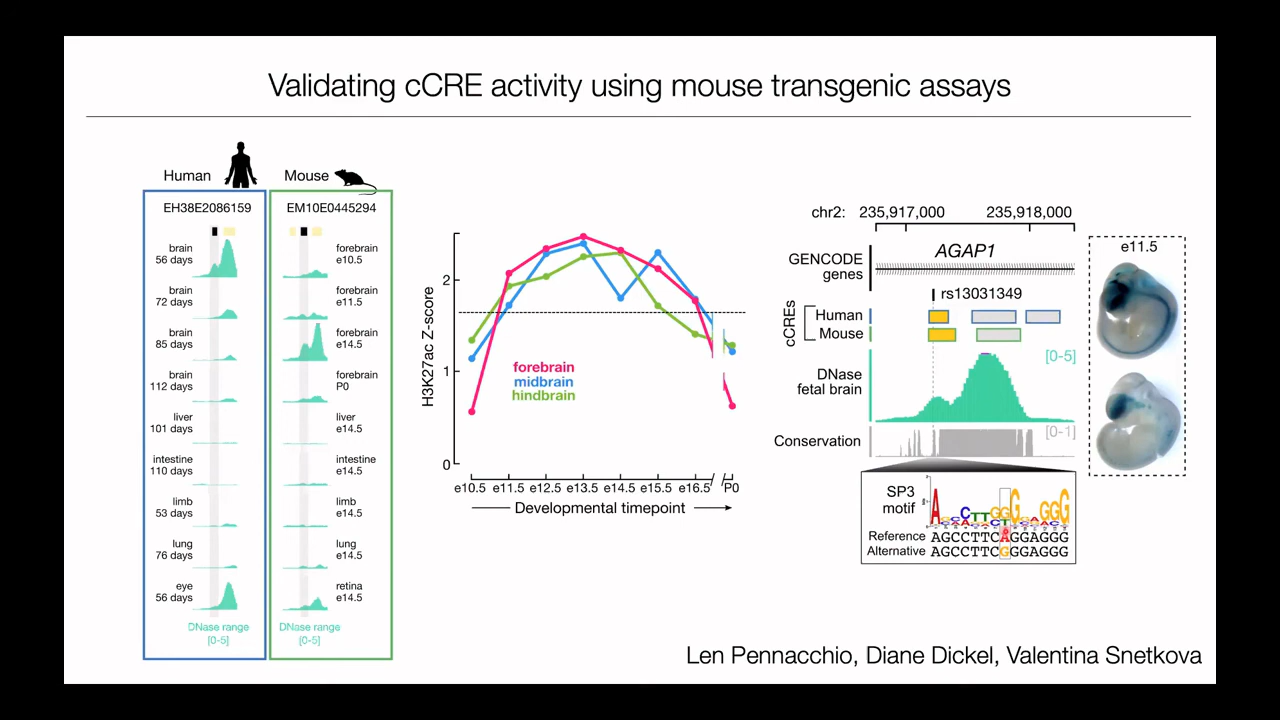 Validating cCRE activity using mouse transgenic assays
Human
Mouse
EH38E2086159
EM10E0445294
brain
56 days
forebrain
e10.5
brain
72 days
forebrain
e11.5
brain
85 days
forebrain
e14.5
brain
112 days
forebrain
P0
liver
101 days
liver
e14.5
intestine
110 days
intestine
e14.5
limb
53 days
limb
e14.5
lung
76 days
lung
e14.5
eye
56 days
retina
e14.5
DNase range
[0-5]
DNase range
[0-5]
H3K27ac Z-score
2
1
0
forebrain
midbrain
hindbrain
e10.5 e11.5 e12.5 e13.5 e14.5 e15.5 e16.5 P0
Developmental timepoint
chr2: 235,917,000 235,918,000
GENCODE
genes
AGAP1
rs13031349
cCREs
Human
Mouse
DNase
fetal brain
[0-5]
Conservation
[0-1]
SP3
motif
Reference AGCCTTCAGGAGGG
Alternative AGCCTTCGGGAGGG
e11.5
Len Pennacchio, Diane Dickel, Valentina Snetkova